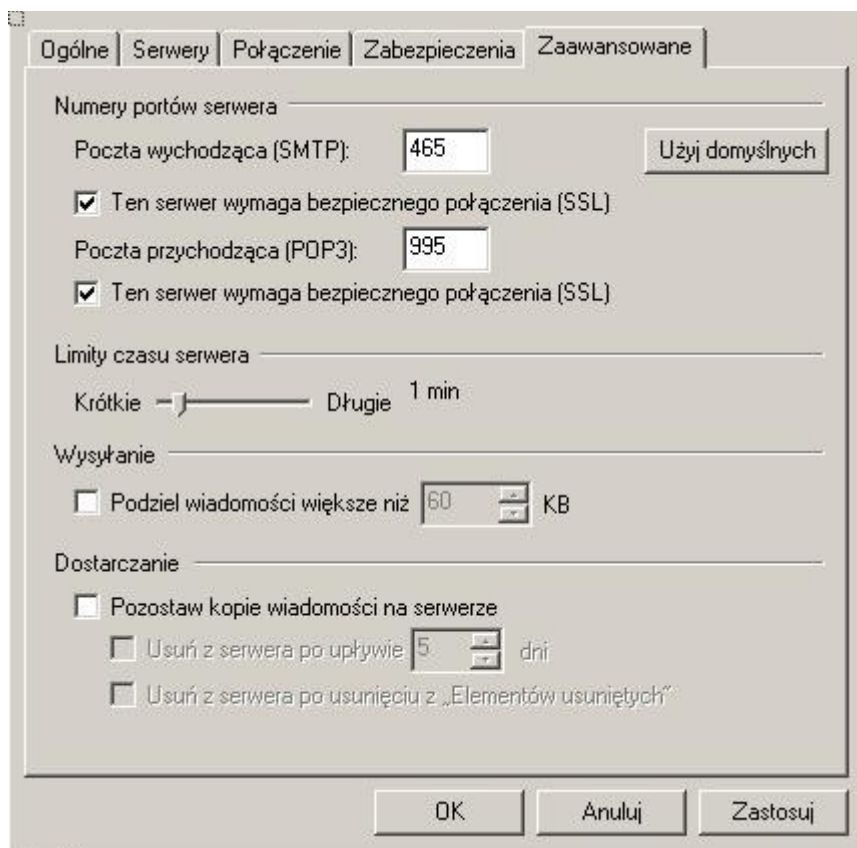 Ogólne Serwery Połączenie Zabezpieczenia Zaawansowane
Numery portów serwera
Poczta wychodząca (SMTP): 465 Użyj domyślnych
Ten serwer wymaga bezpiecznego połączenia (SSL)
Poczta przychodząca (POP3): 995
Ten serwer wymaga bezpiecznego połączenia (SSL)
Limity czasu serwera
Krótkie Długie 1 min
Wysyłanie
Podziel wiadomości większe niż 60 KB
Dostarczanie
Pozostaw kopie wiadomości na serwerze
Usuń z serwera po upływie 5 dni
Usuń z serwera po usunięciu z „Elementów usuniętych”
OK Anuluj Zastosuj